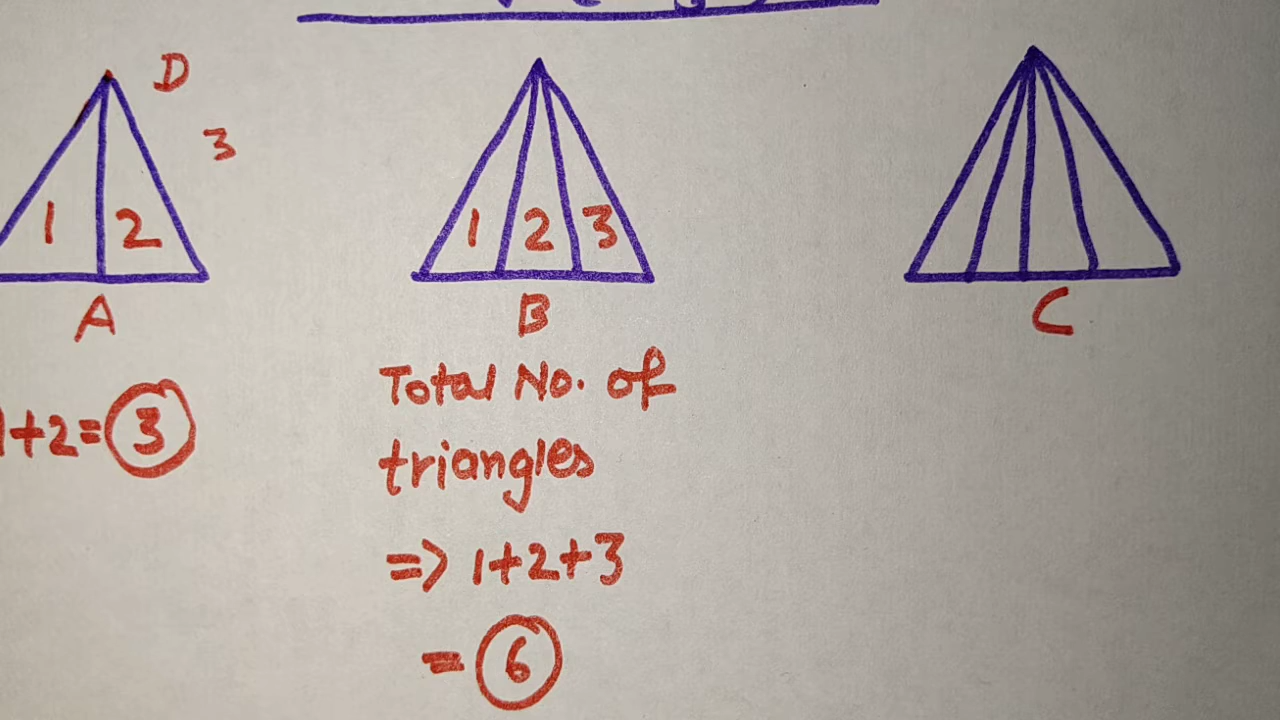 D
3
1 2
1 2 3
A
B
C
1+2=3
Total No. of
triangles
=> 1+2+3
= 6